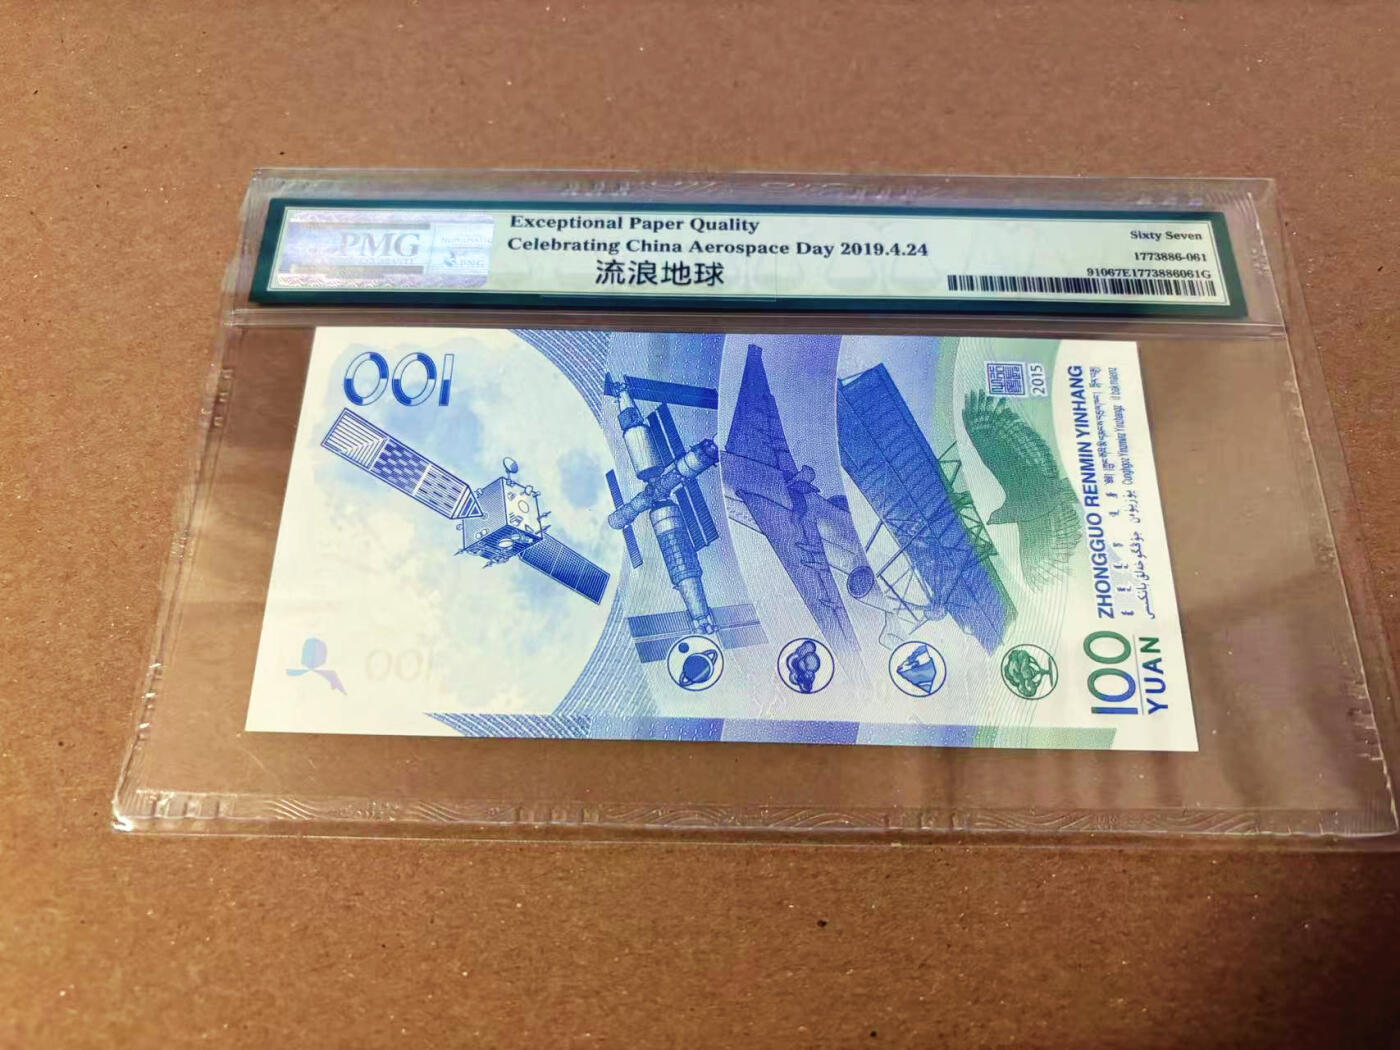 PMG
Exceptional Paper Quality
Celebrating China Aerospace Day 2019.4.24
流浪地球
Sixty Seven
1773886-061
91067E1773886061G
100
2015
ZHONGGUO RENMIN YINHANG
100
YUAN
100